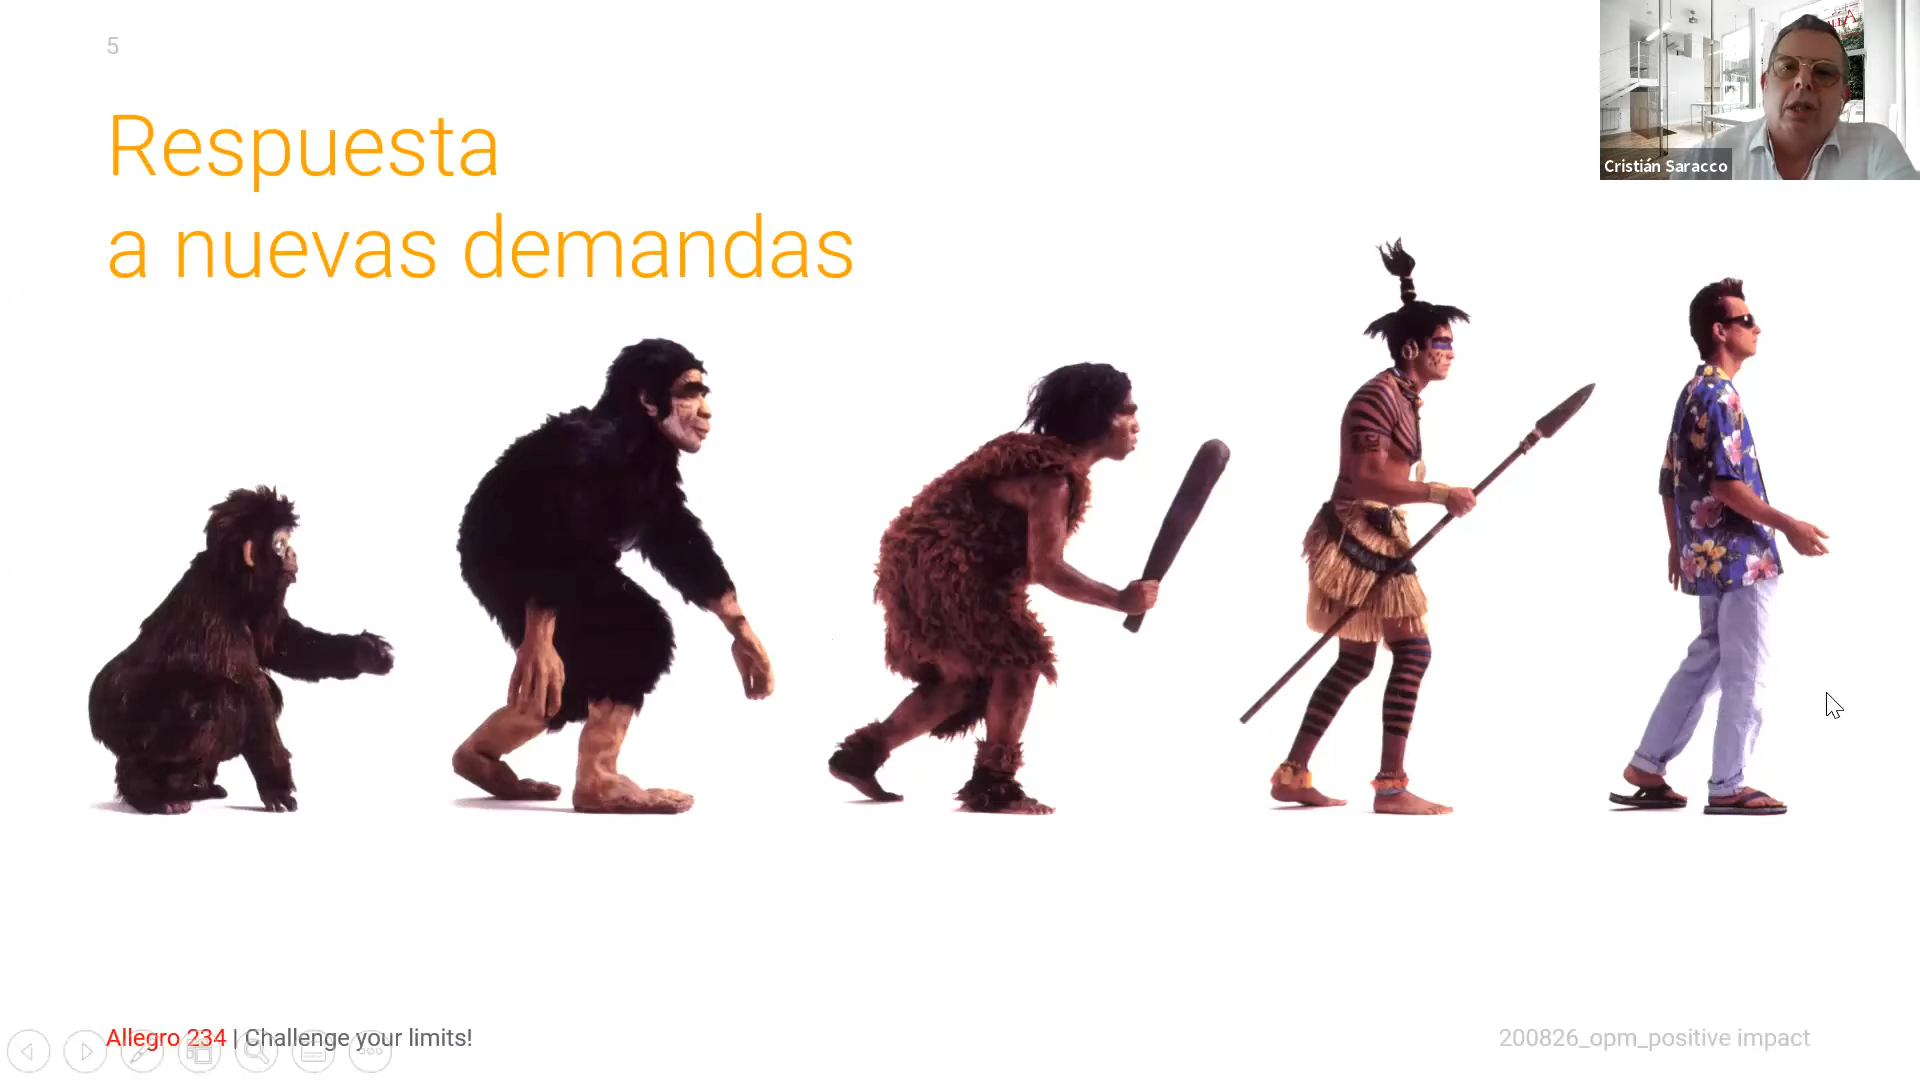 5
Respuesta
a nuevas demandas
Cristián Saracco
Allegro 234 | Challenge your limits!
200826_opm_positive impact